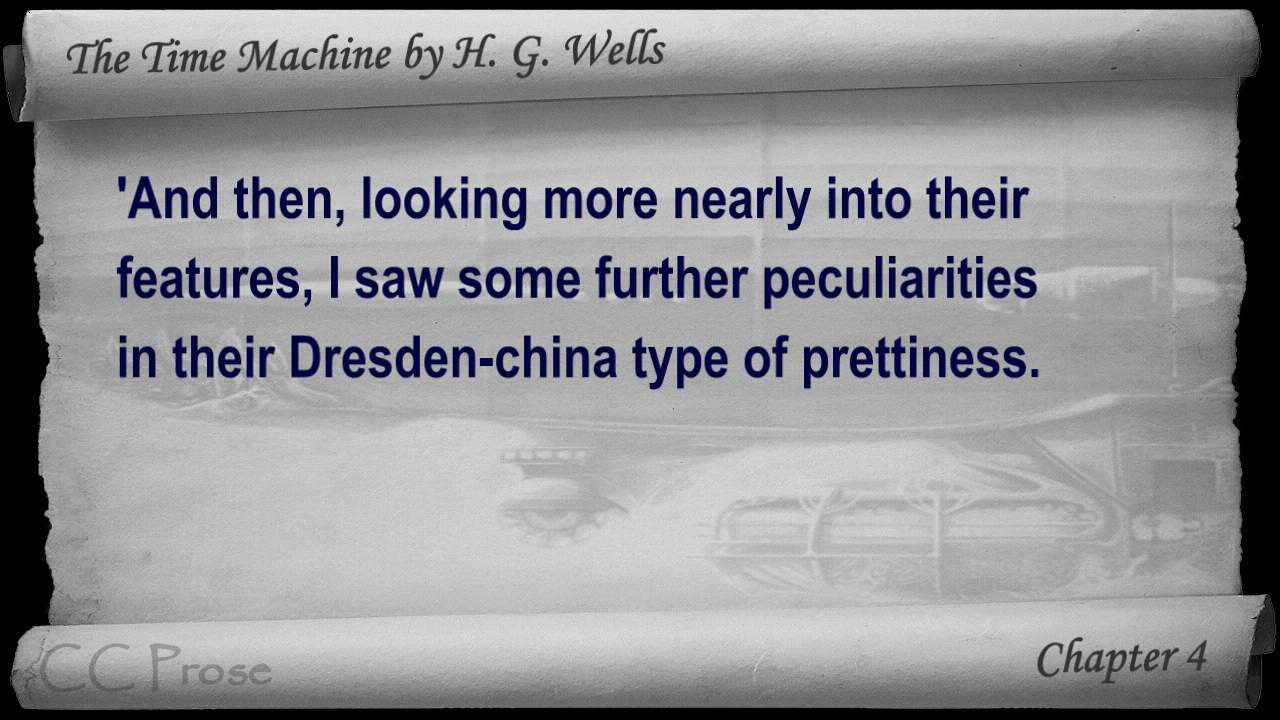 The Time Machine by H. G. Wells
'And then, looking more nearly into their
features, I saw some further peculiarities
in their Dresden-china type of prettiness.
CC Prose
Chapter 4